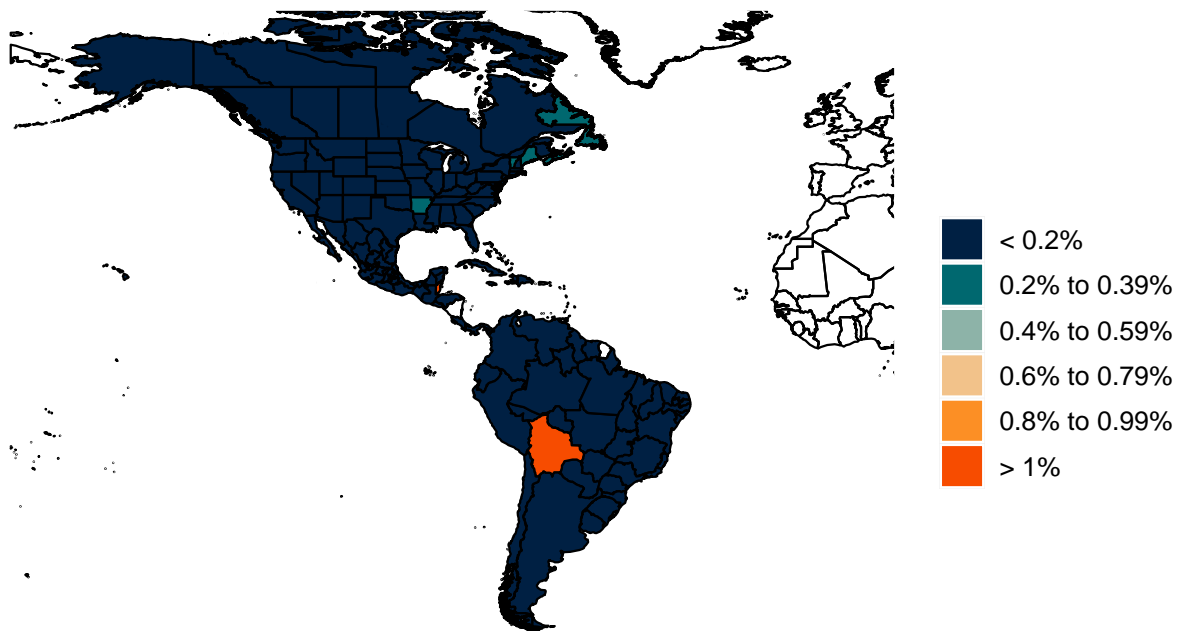 < 0.2%
0.2% to 0.39%
0.4% to 0.59%
0.6% to 0.79%
0.8% to 0.99%
> 1%